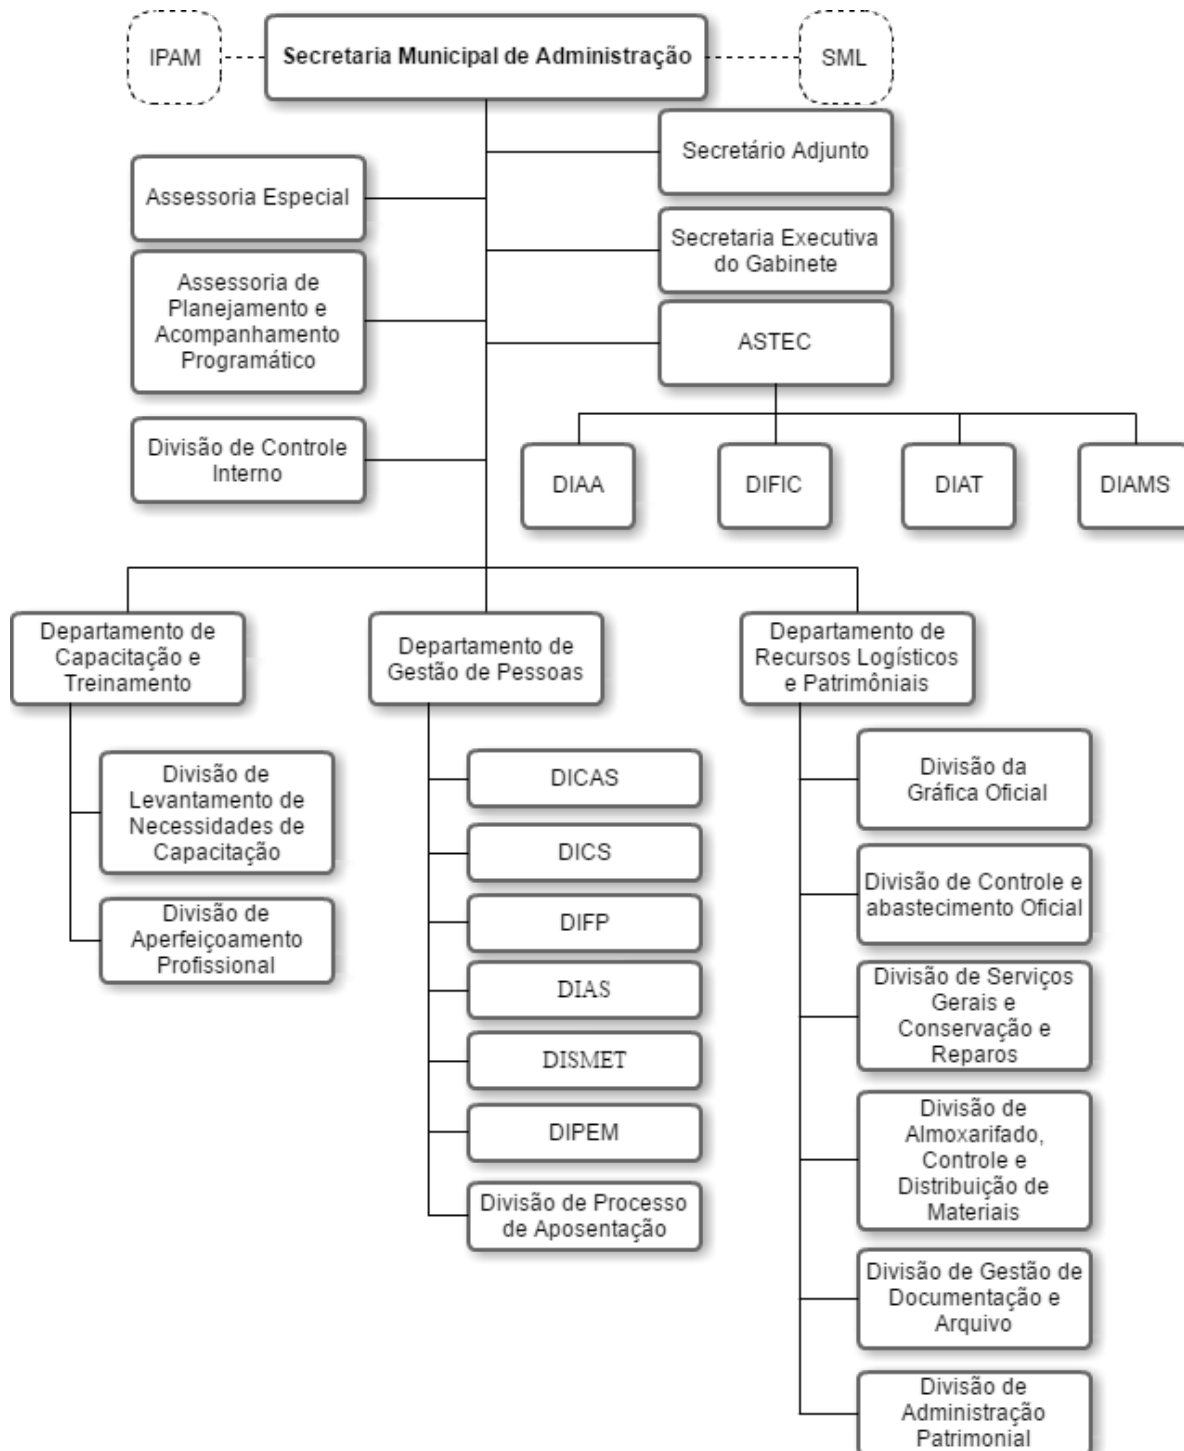 IPAM
Secretaria Municipal de Administração
SML
Secretário Adjunto
Assessoria Especial
Secretaria Executiva
do Gabinete
Assessoria de
Planejamento e
Acompanhamento
Programático
ASTEC
Divisão de Controle
Interno
DIAA
DIFIC
DIAT
DIAMS
Departamento de
Capacitação e
Treinamento
Departamento de
Gestão de Pessoas
Departamento de
Recursos Logísticos
e Patrimôniais
Divisão de
Levantamento de
Necessidades de
Capacitação
Divisão de
Aperfeiçoamento
Profissional
DICAS
DICS
DIFP
DIAS
DISMET
DIPEM
Divisão de Processo
de Aposentação
Divisão da
Gráfica Oficial
Divisão de Controle e
abastecimento Oficial
Divisão de Serviços
Gerais e
Conservação e
Reparos
Divisão de
Almoxarifado,
Controle e
Distribuição de
Materiais
Divisão de Gestão de
Documentação e
Arquivo
Divisão de
Administração
Patrimonial